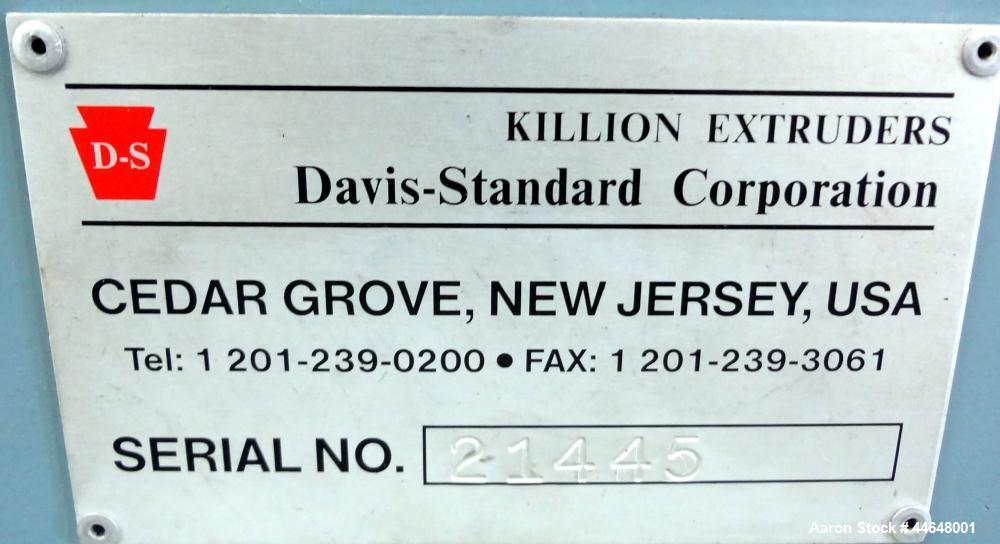 KILLION EXTRUDERS
D-S
Davis-Standard Corporation
CEDAR GROVE, NEW JERSEY, USA
Tel: 1 201-239-0200 • FAX: 1 201-239-3061
SERIAL NO. 21445
Aaron Stock # 44648001